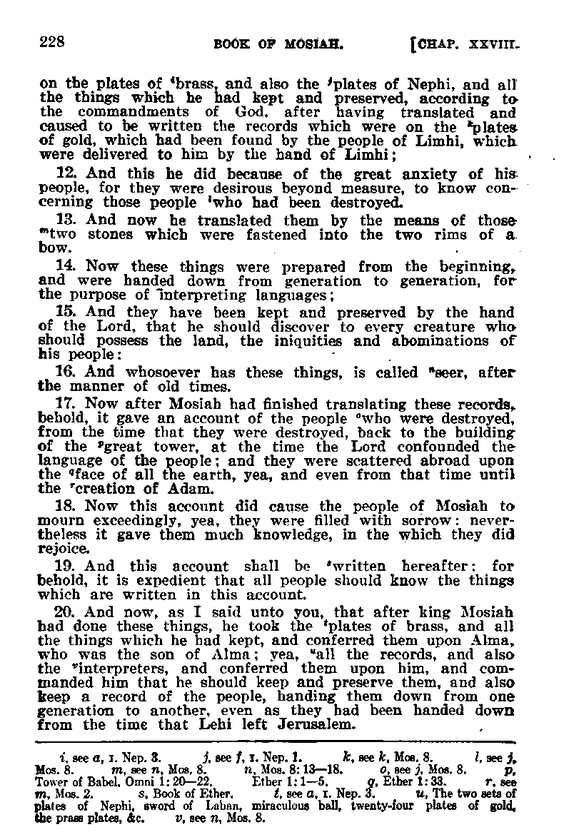 228 BOOK OF MOSIAH. [CHAP. XXVIII.
on the plates of ⁱbrass, and also the ʲplates of Nephi, and all
the things which he had kept and preserved, according to
the commandments of God, after having translated and
caused to be written the records which were on the ᵏplates
of gold, which had been found by the people of Limhi, which
were delivered to him by the hand of Limhi;
12. And this he did because of the great anxiety of his
people, for they were desirous beyond measure, to know con-
cerning those people ˡwho had been destroyed.
13. And now he translated them by the means of those
ᵐtwo stones which were fastened into the two rims of a
bow.
14. Now these things were prepared from the beginning,
and were handed down from generation to generation, for
the purpose of interpreting languages;
15. And they have been kept and preserved by the hand
of the Lord, that he should discover to every creature who
should possess the land, the iniquities and abominations of
his people:
16. And whosoever has these things, is called ⁿseer, after
the manner of old times.
17. Now after Mosiah had finished translating these records,
behold, it gave an account of the people ᵒwho were destroyed,
from the time that they were destroyed, back to the building
of the ᵖgreat tower, at the time the Lord confounded the
language of the people; and they were scattered abroad upon
the ᑫface of all the earth, yea, and even from that time until
the ʳcreation of Adam.
18. Now this account did cause the people of Mosiah to
mourn exceedingly, yea, they were filled with sorrow: never-
theless it gave them much knowledge, in the which they did
rejoice.
19. And this account shall be ˢwritten hereafter: for
behold, it is expedient that all people should know the things
which are written in this account.
20. And now, as I said unto you, that after king Mosiah
had done these things, he took the ᵗplates of brass, and all
the things which he had kept, and conferred them upon Alma,
who was the son of Alma; yea, ᵘall the records, and also
the ᵛinterpreters, and conferred them upon him, and com-
manded him that he should keep and preserve them, and also
keep a record of the people, handing them down from one
generation to another, even as they had been handed down
from the time that Lehi left Jerusalem.
i, see a, 1. Nep. 3. j, see f, 1. Nep. 1. k, see k, Mos. 8. l, see j,
Mos. 8. m, see n, Mos. 8. n, Mos. 8: 13—18. o, see j, Mos. 8. p,
Tower of Babel. Omni 1: 20—22. Ether 1: 1—5. q, Ether 1: 33. r, see
m, Mos. 2. s, Book of Ether. t, see a, 1. Nep. 3. u, The two sets of
plates of Nephi, sword of Laban, miraculous ball, twenty-four plates of gold,
the prass plates, &c. v, see n, Mos. 8.